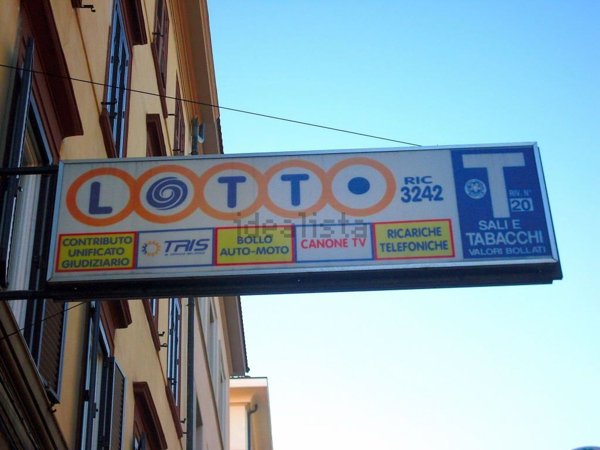 LOTTO
RIC
3242
T
RIV. N°
20
SALI E
TABACCHI
VALORI BOLLATI
CONTRIBUTO
UNIFICATO
GIUDIZIARIO
TRIS
BOLLO
AUTO-MOTO
CANONE TV
RICARICHE
TELEFONICHE
idealista